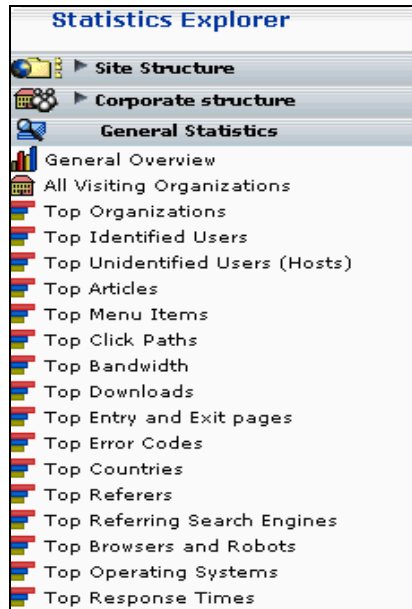 Statistics Explorer
Site Structure
Corporate structure
General Statistics
General Overview
All Visiting Organizations
Top Organizations
Top Identified Users
Top Unidentified Users (Hosts)
Top Articles
Top Menu Items
Top Click Paths
Top Bandwidth
Top Downloads
Top Entry and Exit pages
Top Error Codes
Top Countries
Top Referers
Top Referring Search Engines
Top Browsers and Robots
Top Operating Systems
Top Response Times